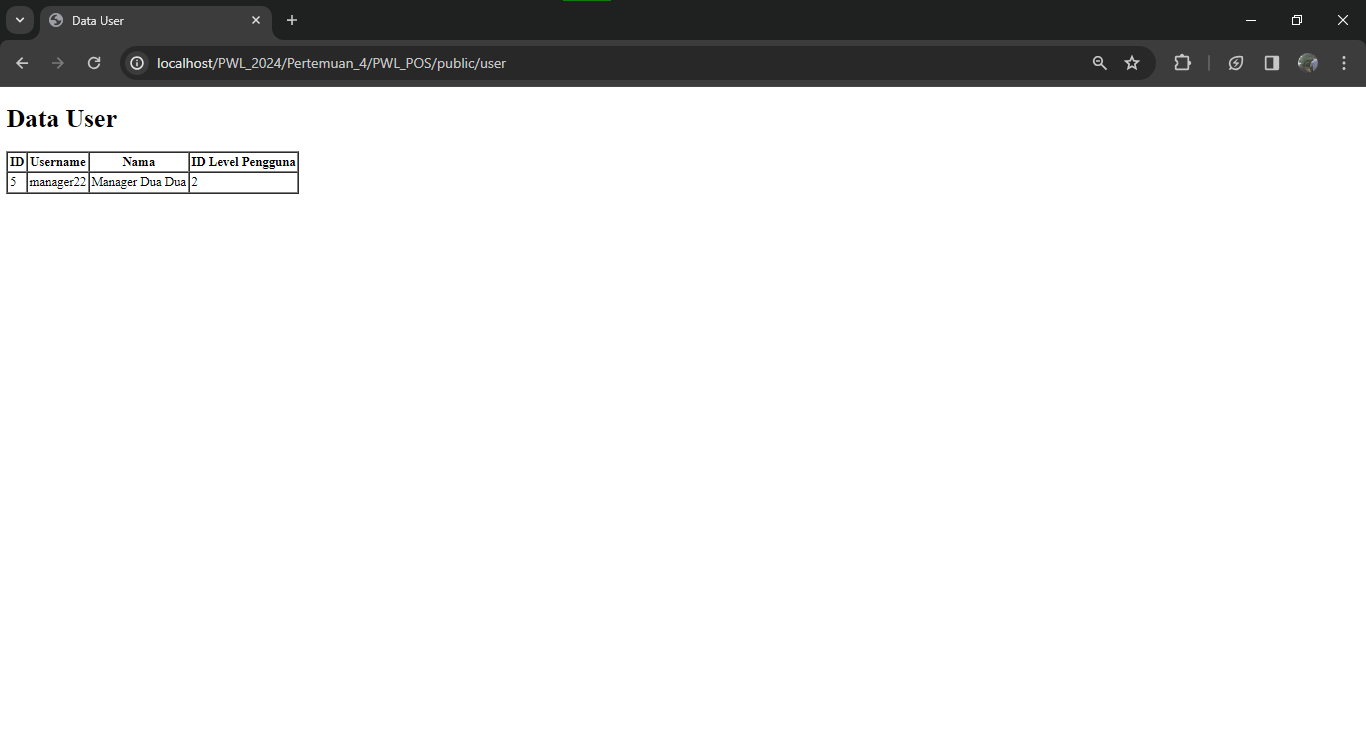 Data User
localhost/PWL_2024/Pertemuan_4/PWL_POS/public/user
Data User
ID Username Nama ID Level Pengguna
5 manager22 Manager Dua Dua 2